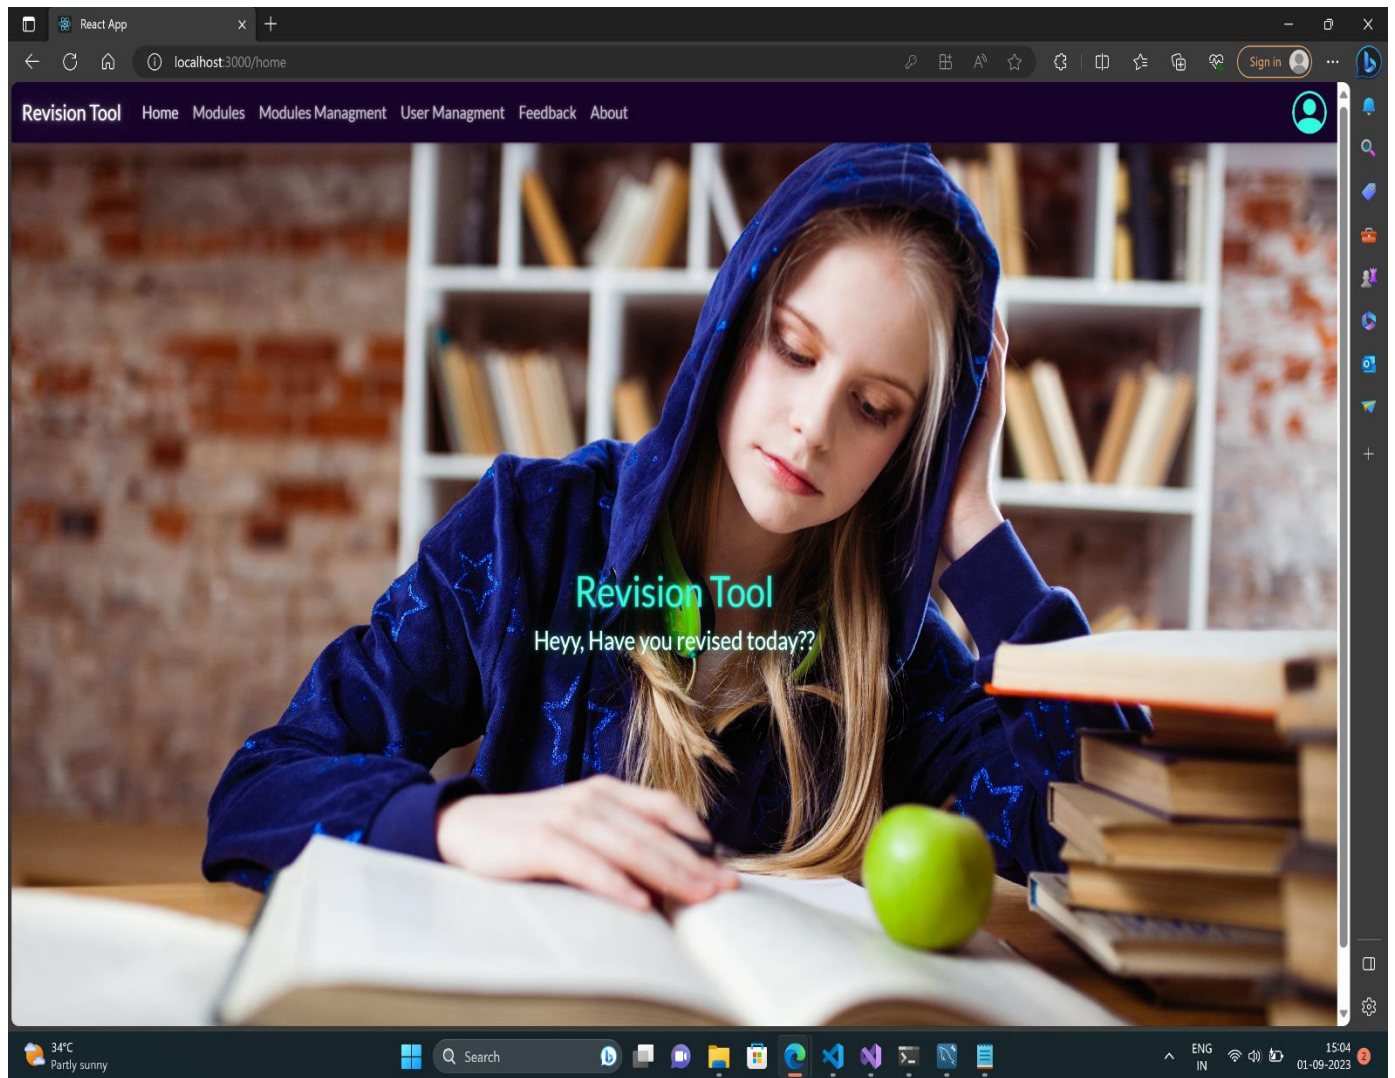 React App
localhost:3000/home
Sign in
Revision Tool Home Modules Modules Managment User Managment Feedback About
Revision Tool
Heyy, Have you revised today??
34°C
Partly sunny
Search
ENG
IN
15:04
01-09-2023
2